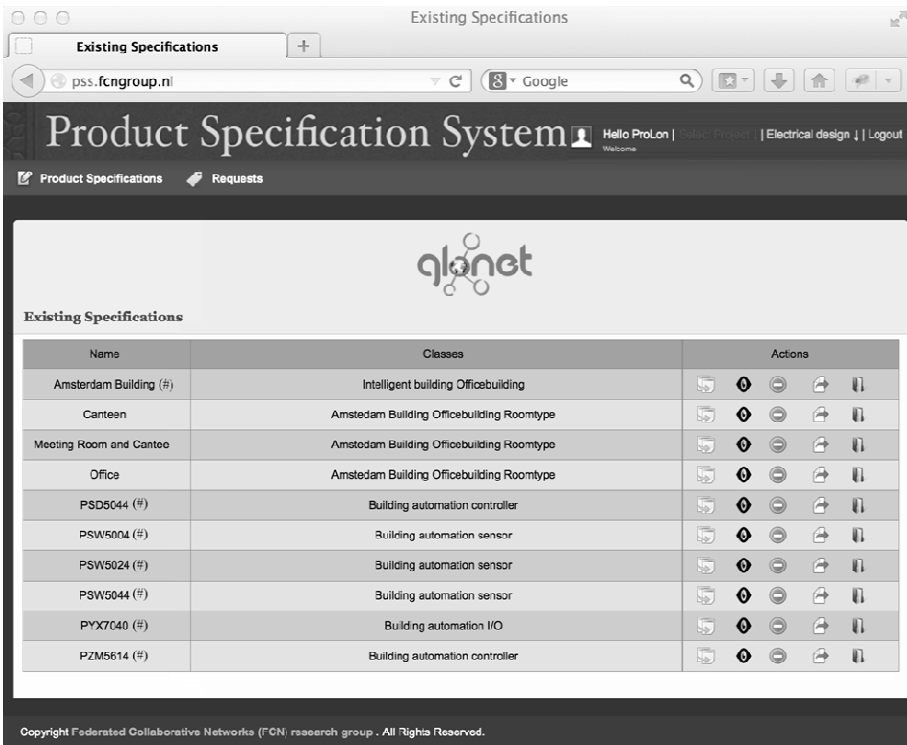 Existing Specifications
Existing Specifications
pss.fcngroup.nl
Google
Product Specification System
Hello ProLon | Select Project | | Electrical design ↓ | Logout
Welcome
Product Specifications Requests
glonet
Existing Specifications
Name Classes Actions
Amsterdam Building (#) Intelligent building Officebuilding
Canteen Amstedam Building Officebuilding Roomtype
Meeting Room and Cantee Amstedam Building Officebuilding Roomtype
Office Amstedam Building Officebuilding Roomtype
PSD5044 (#) Building automation controller
PSW5004 (#) Building automation sensor
PSW5024 (#) Building automation sensor
PSW5044 (#) Building automation sensor
PYX7040 (#) Building automation I/O
PZM5614 (#) Building automation controller
Copyright Federated Collaborative Networks (FCN) research group . All Rights Reserved.